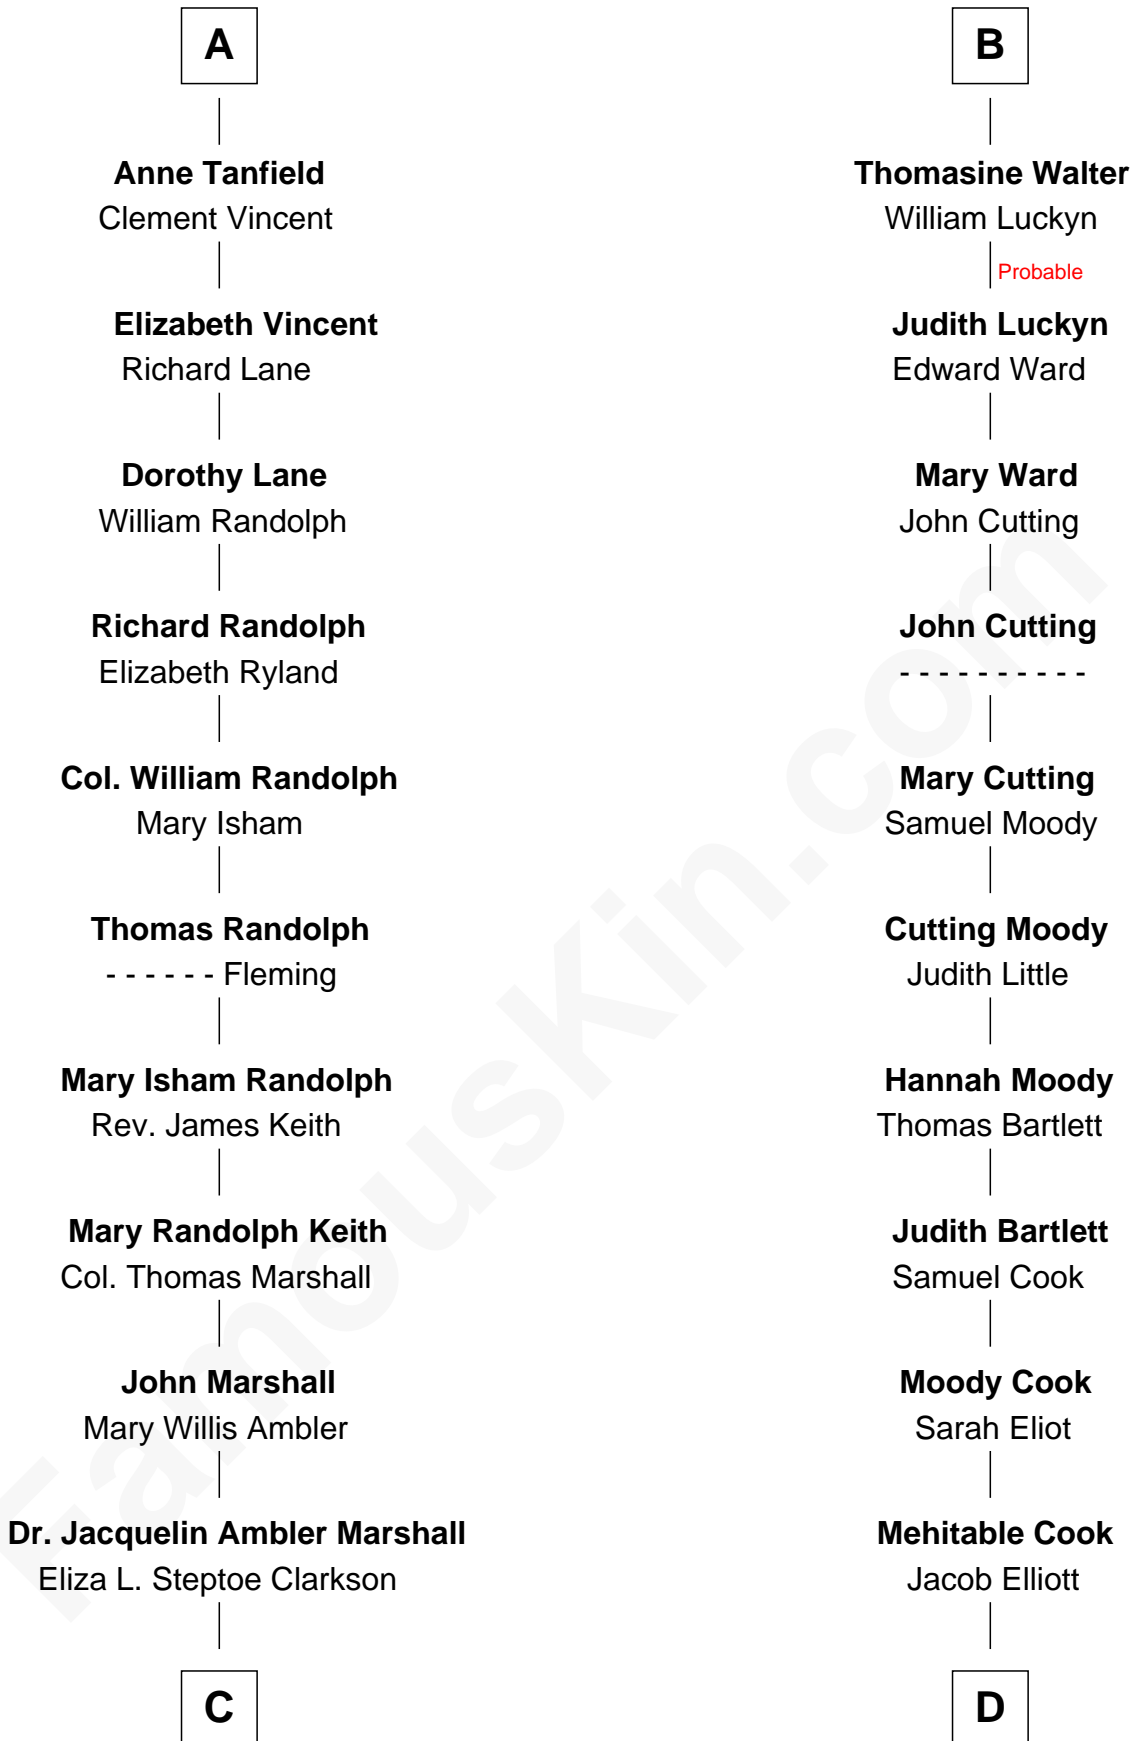 A
Anne Tanfield
Clement Vincent
Elizabeth Vincent
Richard Lane
Dorothy Lane
William Randolph
Richard Randolph
Elizabeth Ryland
Col. William Randolph
Mary Isham
Thomas Randolph
- - - - - - Fleming
Mary Isham Randolph
Rev. James Keith
Mary Randolph Keith
Col. Thomas Marshall
John Marshall
Mary Willis Ambler
Dr. Jacquelin Ambler Marshall
Eliza L. Steptoe Clarkson
C
B
Thomasine Walter
William Luckyn
Probable
Judith Luckyn
Edward Ward
Mary Ward
John Cutting
John Cutting
- - - - - - - - - -
Mary Cutting
Samuel Moody
Cutting Moody
Judith Little
Hannah Moody
Thomas Bartlett
Judith Bartlett
Samuel Cook
Moody Cook
Sarah Eliot
Mehitable Cook
Jacob Elliott
D
FamousKin.com